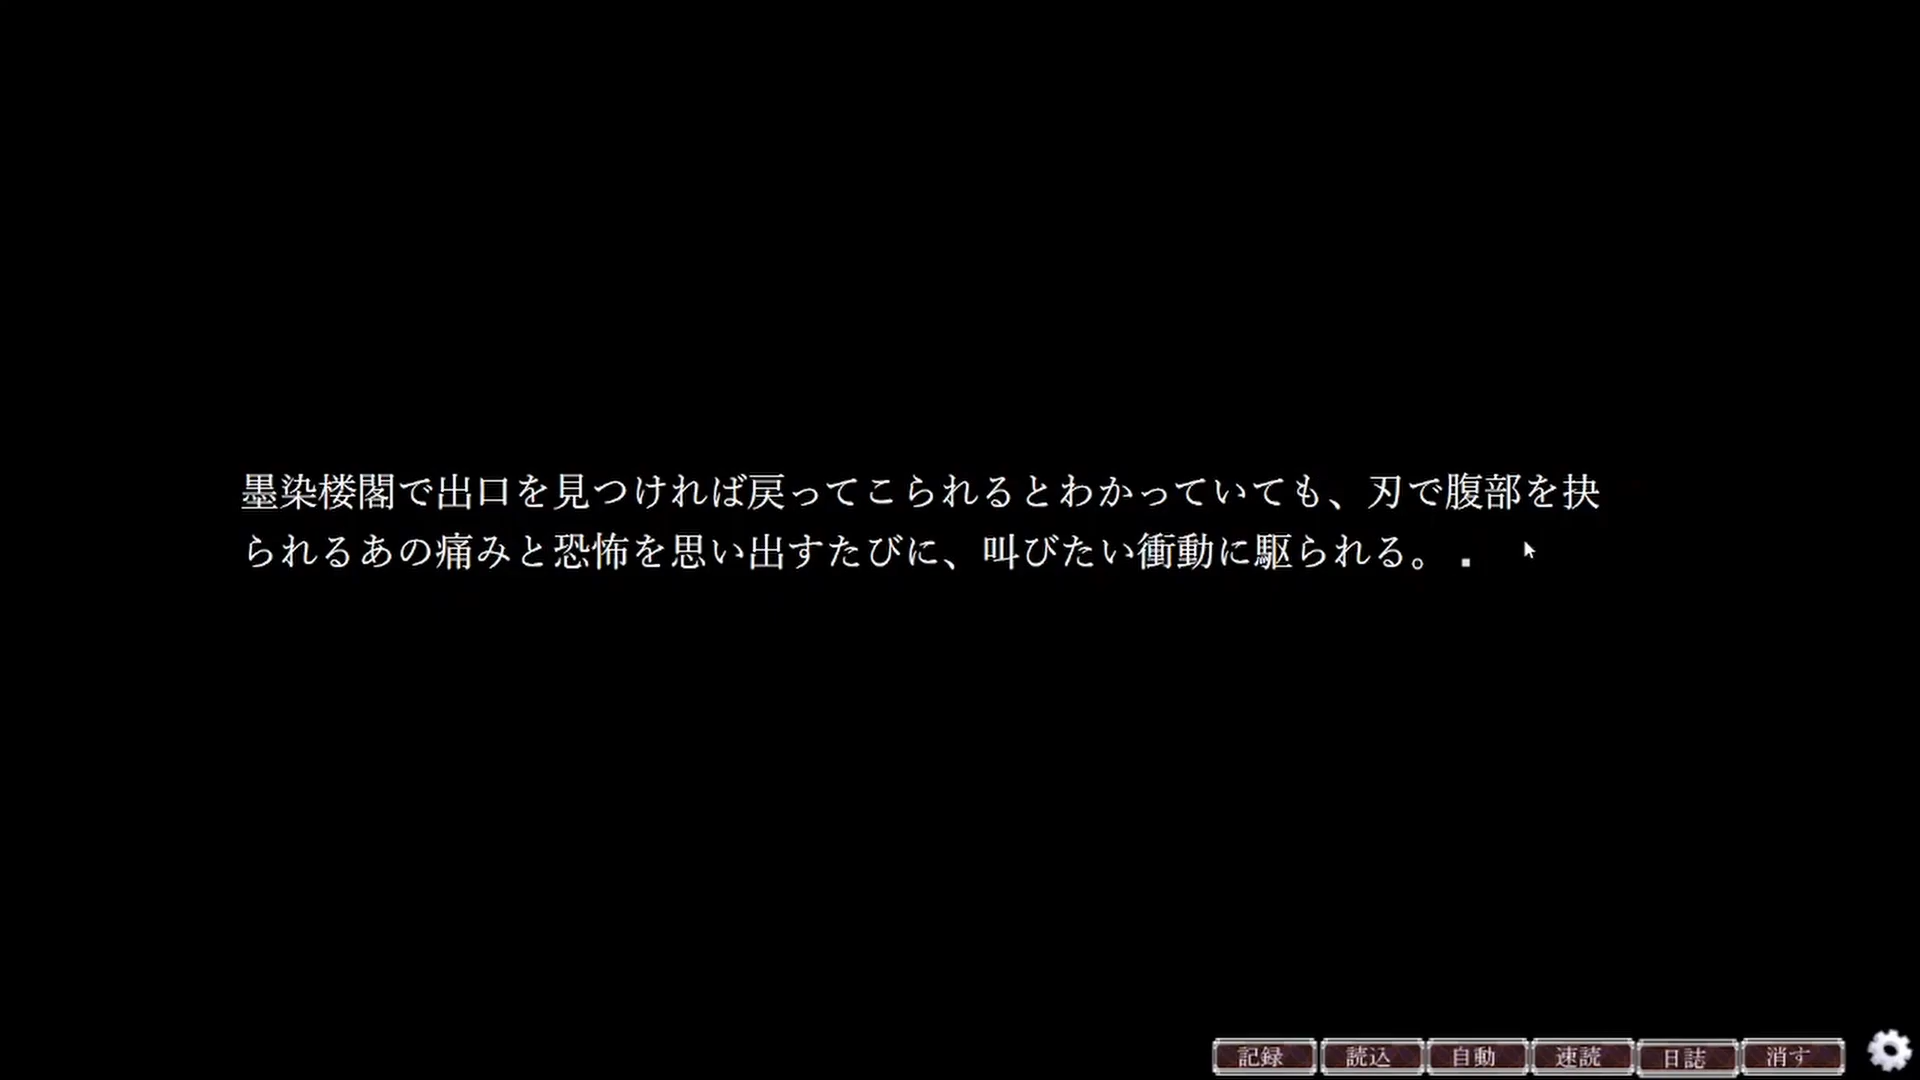 墨染楼閣で出口を見つければ戻ってこられるとわかっていても、刃で腹部を抉
られるあの痛みと恐怖を思い出すたびに、叫びたい衝動に駆られる。
記録 読込 自動 速読 日誌 消す